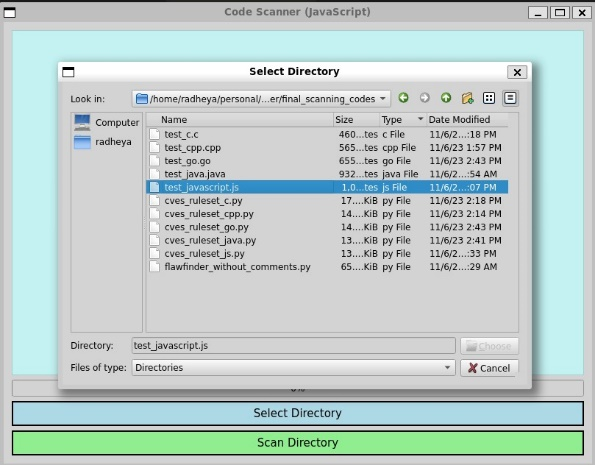 Code Scanner (JavaScript)
Select Directory
Look in: /home/radheya/personal/...er/final_scanning_codes
Computer
radheya
Name Size Type Date Modified
test_c.c 460...tes c File 11/6/2...:18 PM
test_cpp.cpp 565...tes cpp File 11/6/23 1:57 PM
test_go.go 655...tes go File 11/6/23 2:43 PM
test_java.java 932...tes java File 11/6/2...:54 AM
test_javascript.js 1,0...tes js File 11/6/2...:07 PM
cves_ruleset_c.py 17....KiB py File 11/6/23 2:18 PM
cves_ruleset_cpp.py 14....KiB py File 11/6/23 2:14 PM
cves_ruleset_go.py 14....KiB py File 11/6/23 2:43 PM
cves_ruleset_java.py 13....KiB py File 11/6/23 2:41 PM
cves_ruleset_js.py 13....KiB py File 11/6/2...:33 PM
flawfinder_without_comments.py 65....KiB py File 11/6/2...:29 AM
Directory: test_javascript.js Choose
Files of type: Directories Cancel
Select Directory
Scan Directory